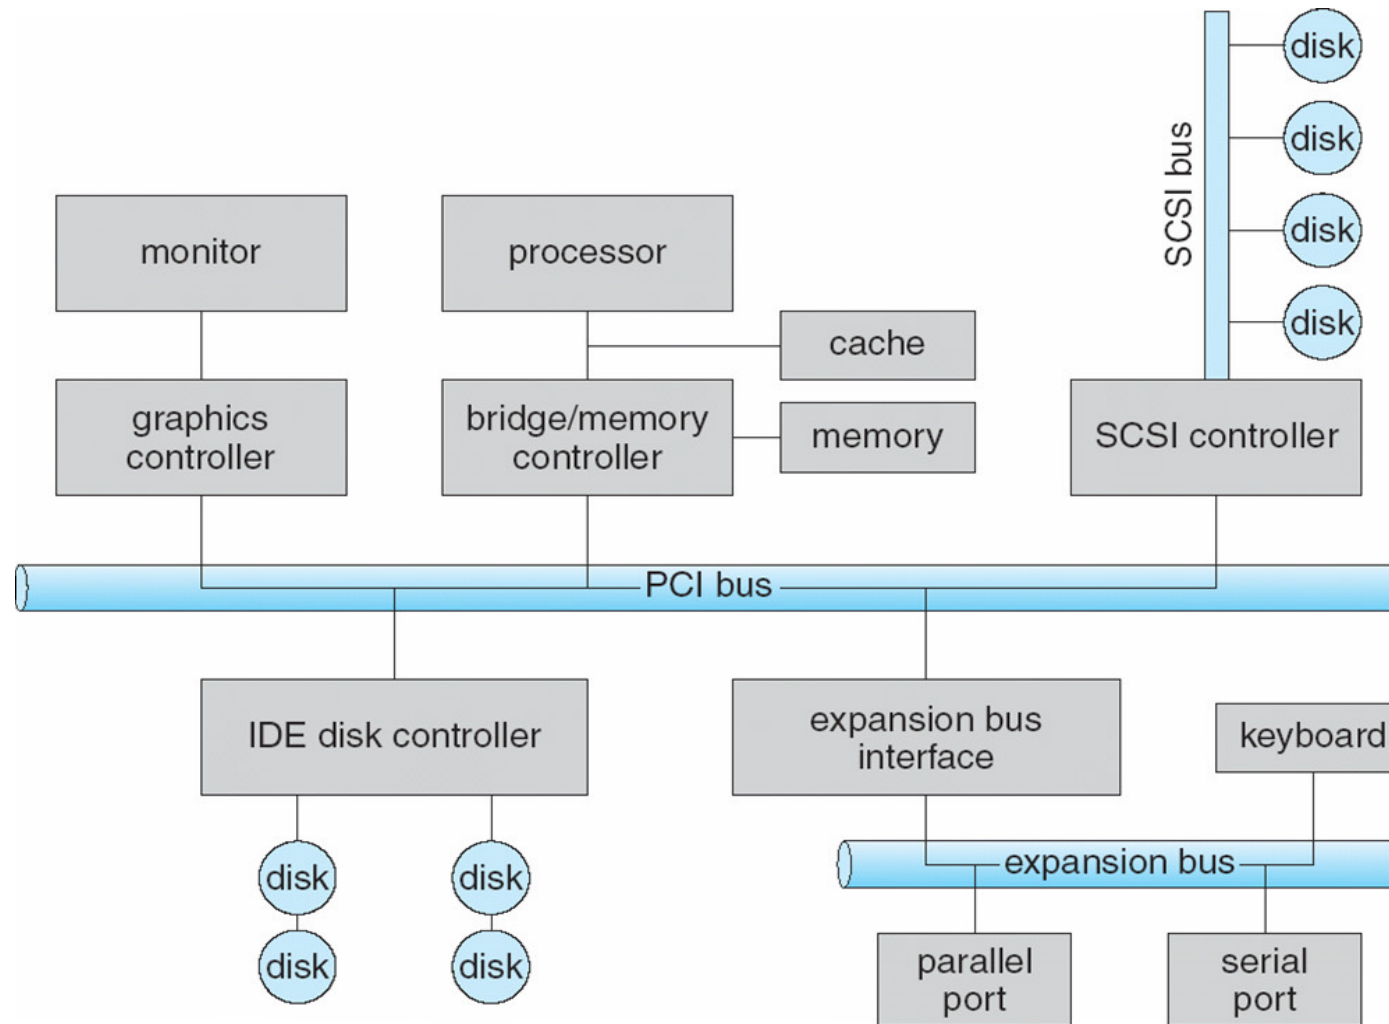 disk
disk
disk
disk
SCSI bus
monitor
processor
cache
graphics
controller
bridge/memory
controller
memory
SCSI controller
PCI bus
IDE disk controller
expansion bus
interface
keyboard
disk
disk
expansion bus
disk
disk
parallel
port
serial
port